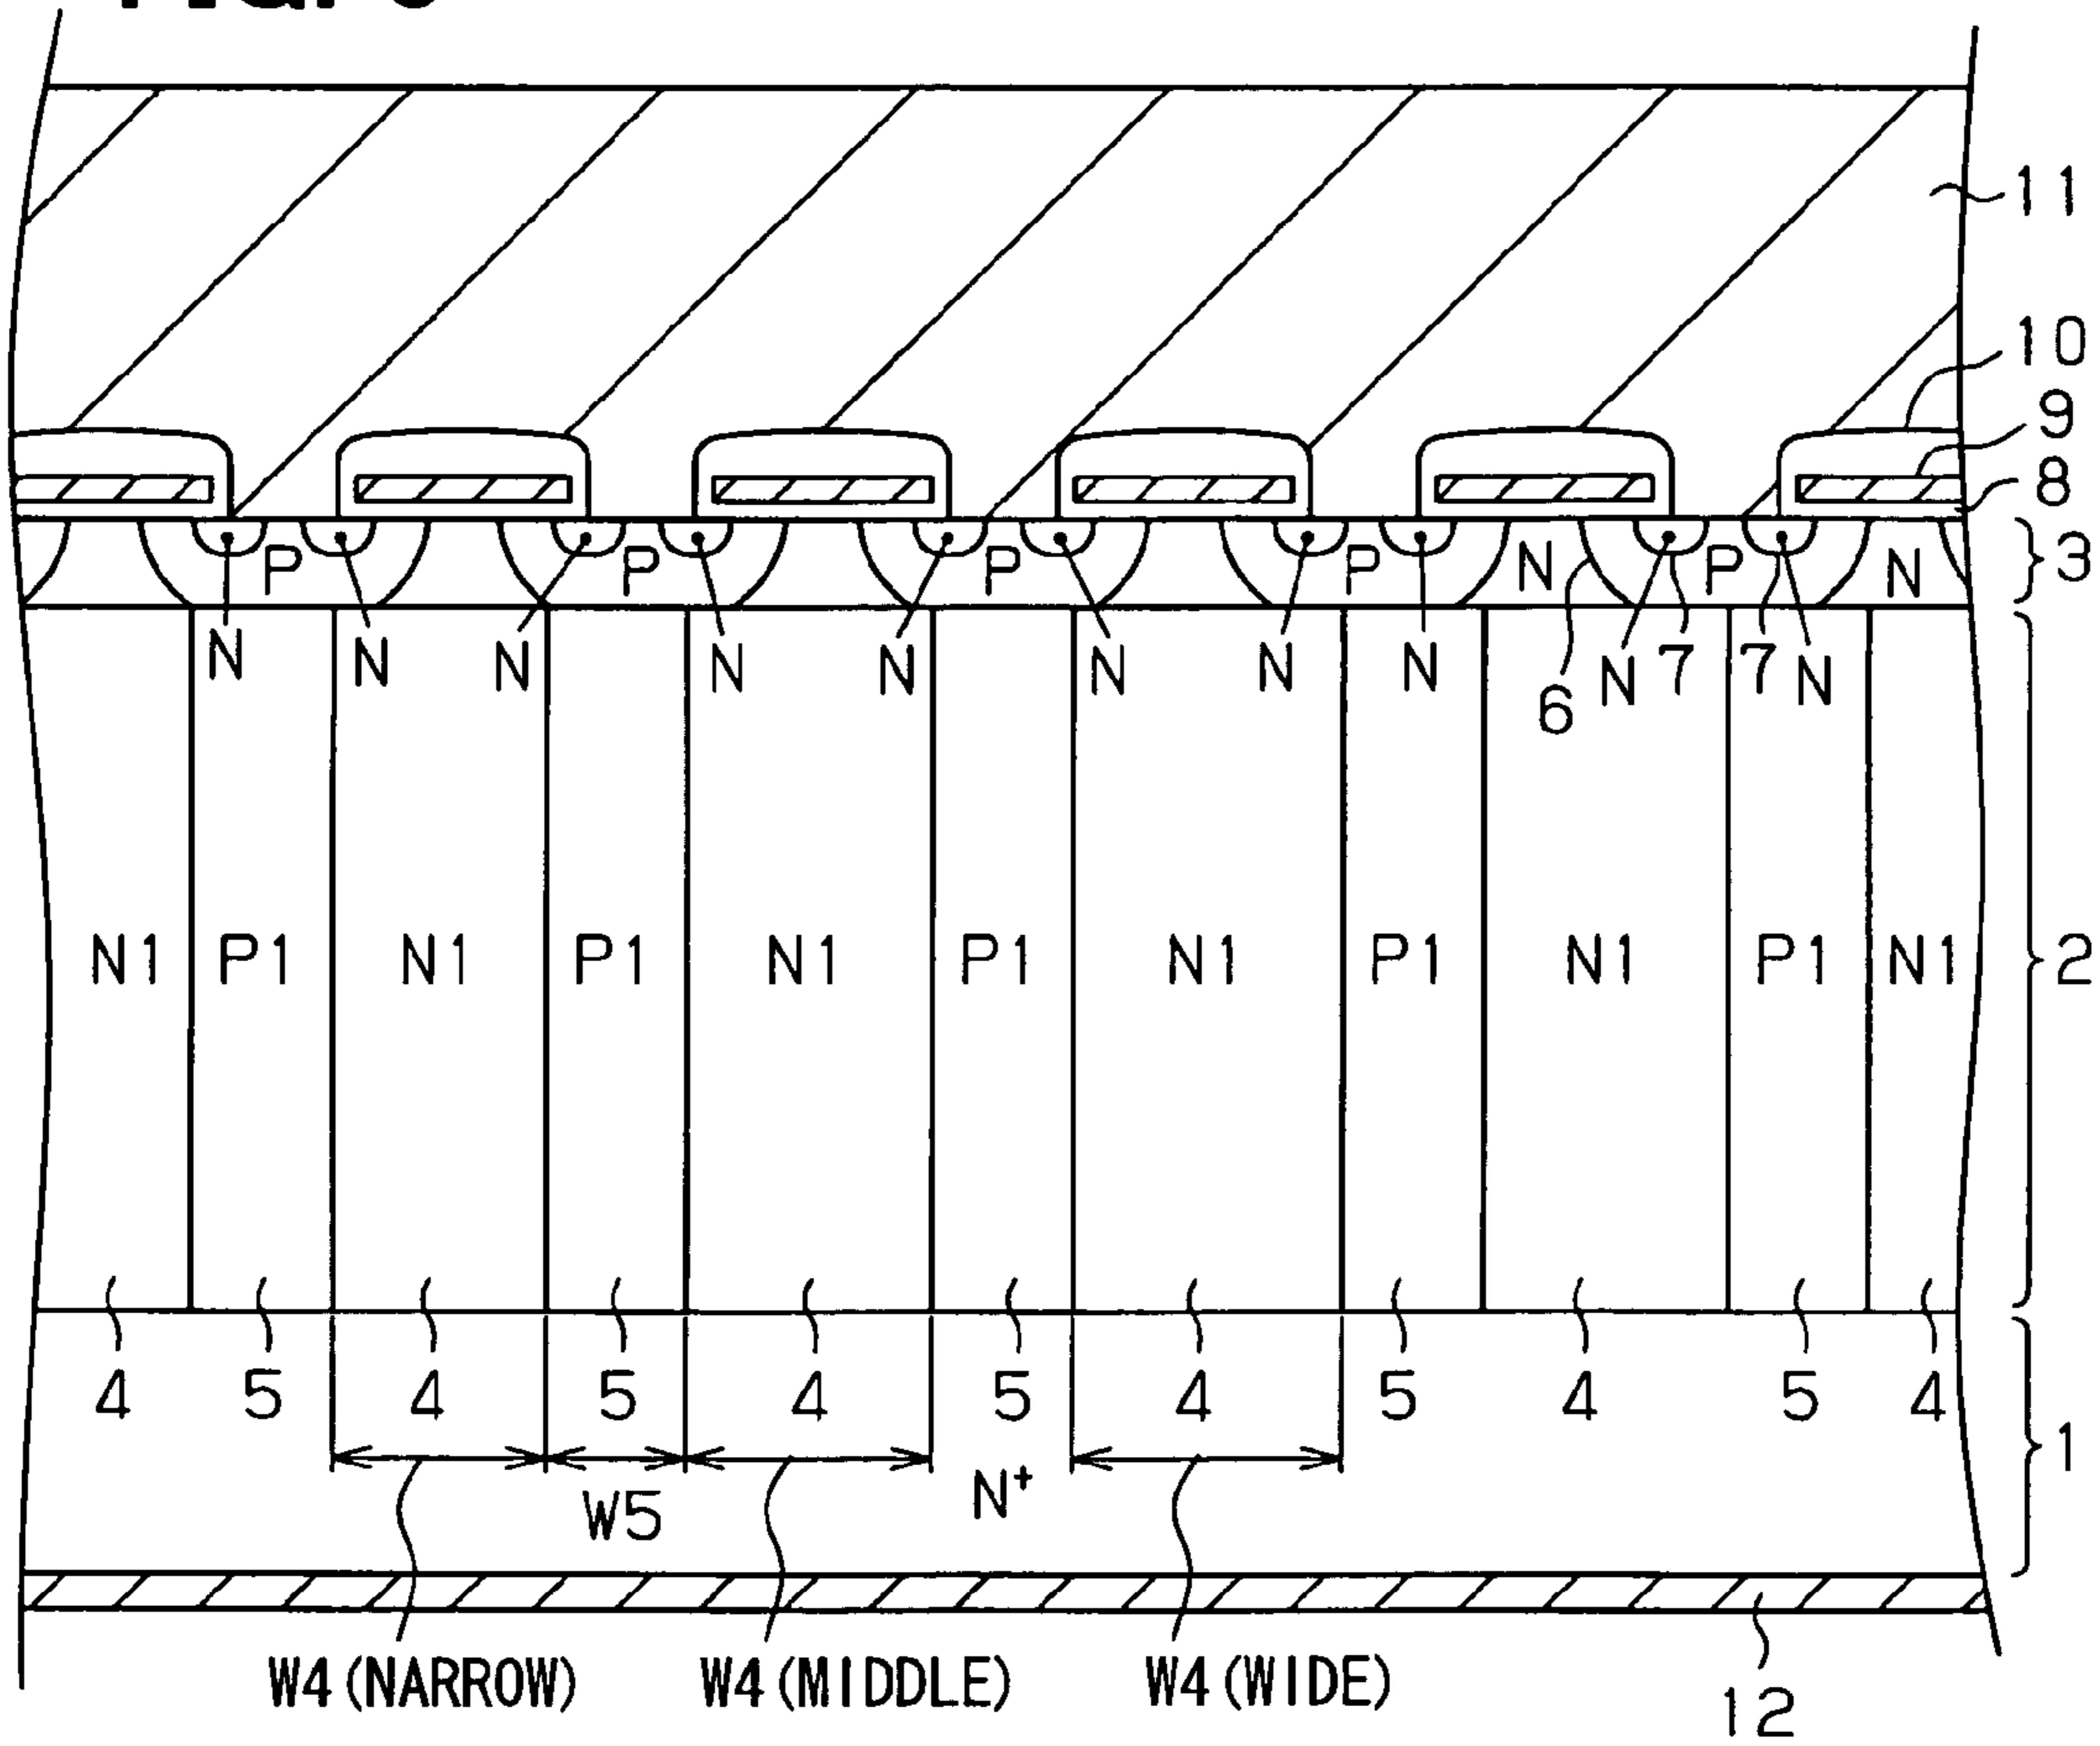 11
10
9
8
P P P P N P N
3
N N N N N N N N N 7 7 N
6
N1 P1 N1 P1 N1 P1 N1 P1 N1 P1 N1
2
4 5 4 5 4 5 4 5 4 5 4
1
W5 N+
W4(NARROW) W4(MIDDLE) W4(WIDE)
12